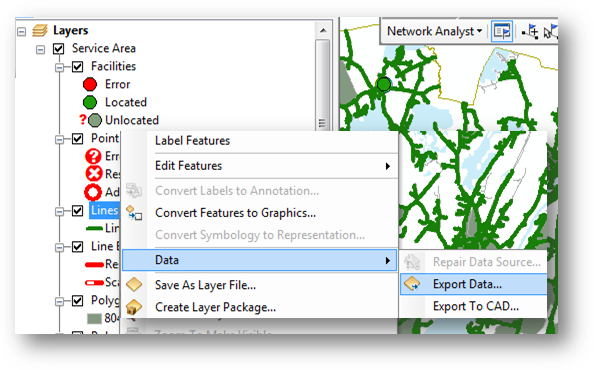 Layers
Service Area
Facilities
Error
Located
Unlocated
Point
Erro
Res
Ad
Lines
Lin
Line B
Re
Sca
Polyg
804
Label Features
Edit Features
Convert Labels to Annotation...
Convert Features to Graphics...
Convert Symbology to Representation...
Data
Save As Layer File...
Create Layer Package...
Zoom To Make Visible
Repair Data Source...
Export Data...
Export To CAD...
Network Analyst